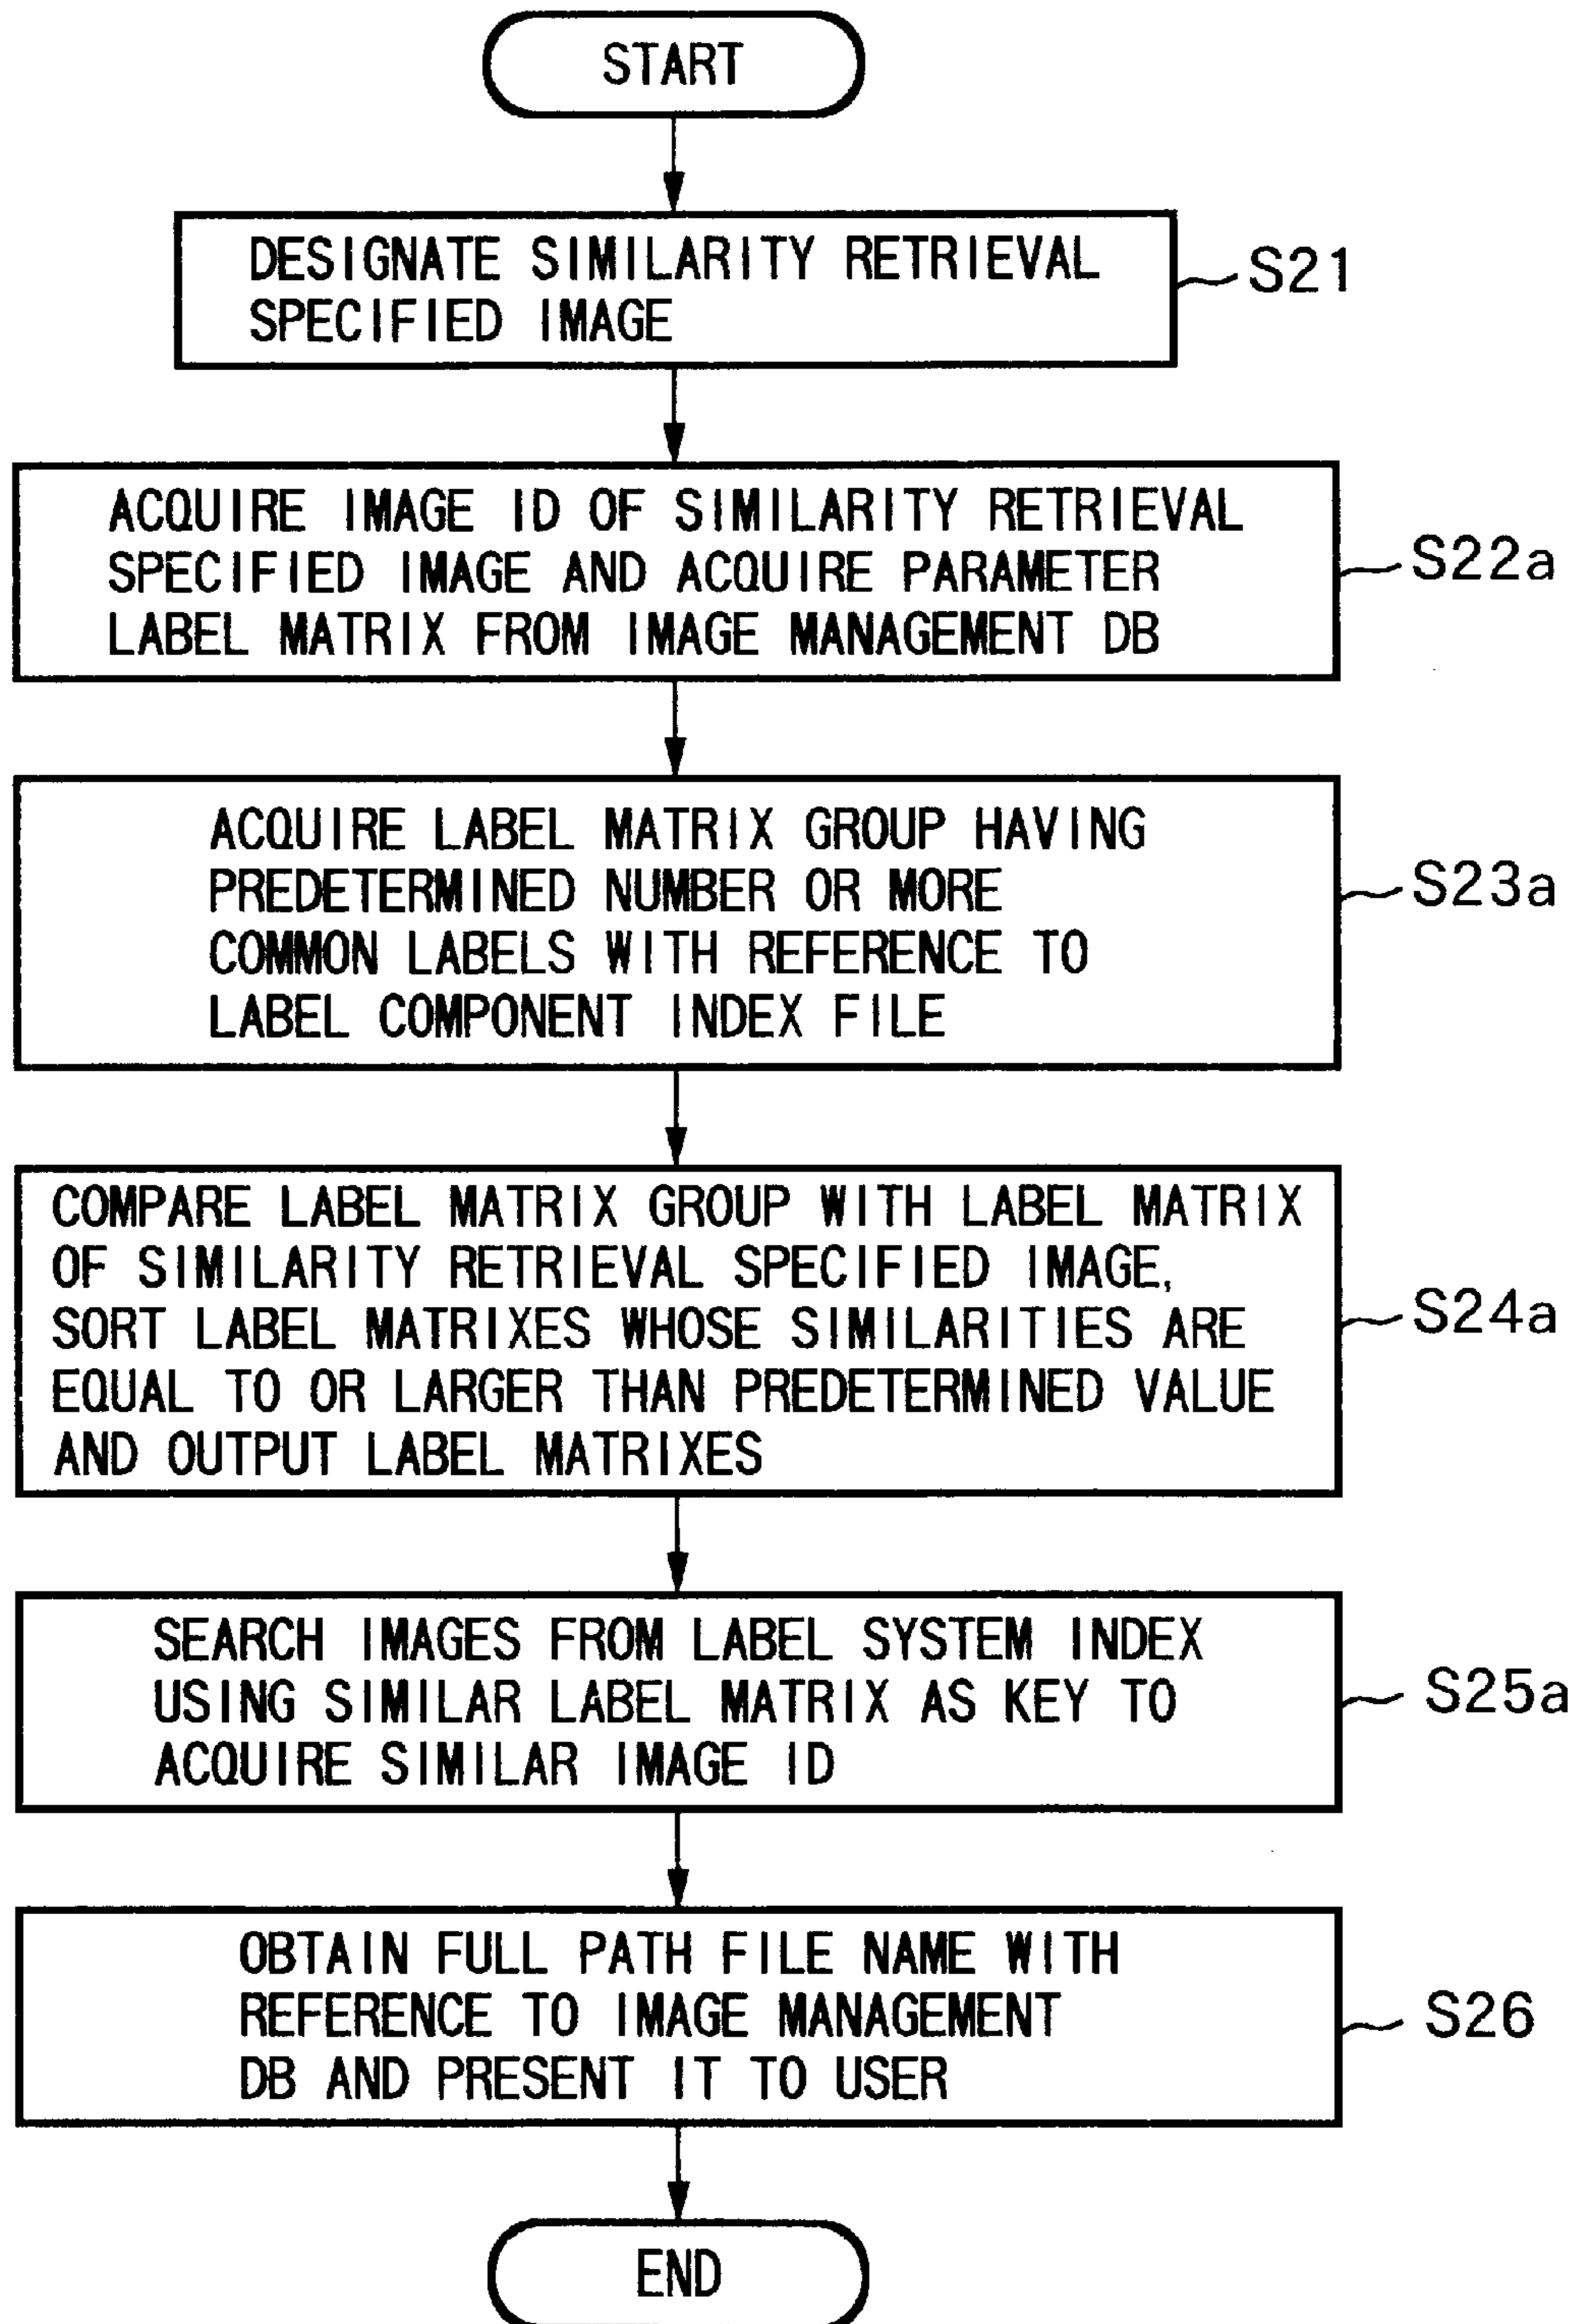 START
DESIGNATE SIMILARITY RETRIEVAL
SPECIFIED IMAGE
S21
ACQUIRE IMAGE ID OF SIMILARITY RETRIEVAL
SPECIFIED IMAGE AND ACQUIRE PARAMETER
LABEL MATRIX FROM IMAGE MANAGEMENT DB
S22a
ACQUIRE LABEL MATRIX GROUP HAVING
PREDETERMINED NUMBER OR MORE
COMMON LABELS WITH REFERENCE TO
LABEL COMPONENT INDEX FILE
S23a
COMPARE LABEL MATRIX GROUP WITH LABEL MATRIX
OF SIMILARITY RETRIEVAL SPECIFIED IMAGE,
SORT LABEL MATRIXES WHOSE SIMILARITIES ARE
EQUAL TO OR LARGER THAN PREDETERMINED VALUE
AND OUTPUT LABEL MATRIXES
S24a
SEARCH IMAGES FROM LABEL SYSTEM INDEX
USING SIMILAR LABEL MATRIX AS KEY TO
ACQUIRE SIMILAR IMAGE ID
S25a
OBTAIN FULL PATH FILE NAME WITH
REFERENCE TO IMAGE MANAGEMENT
DB AND PRESENT IT TO USER
S26
END